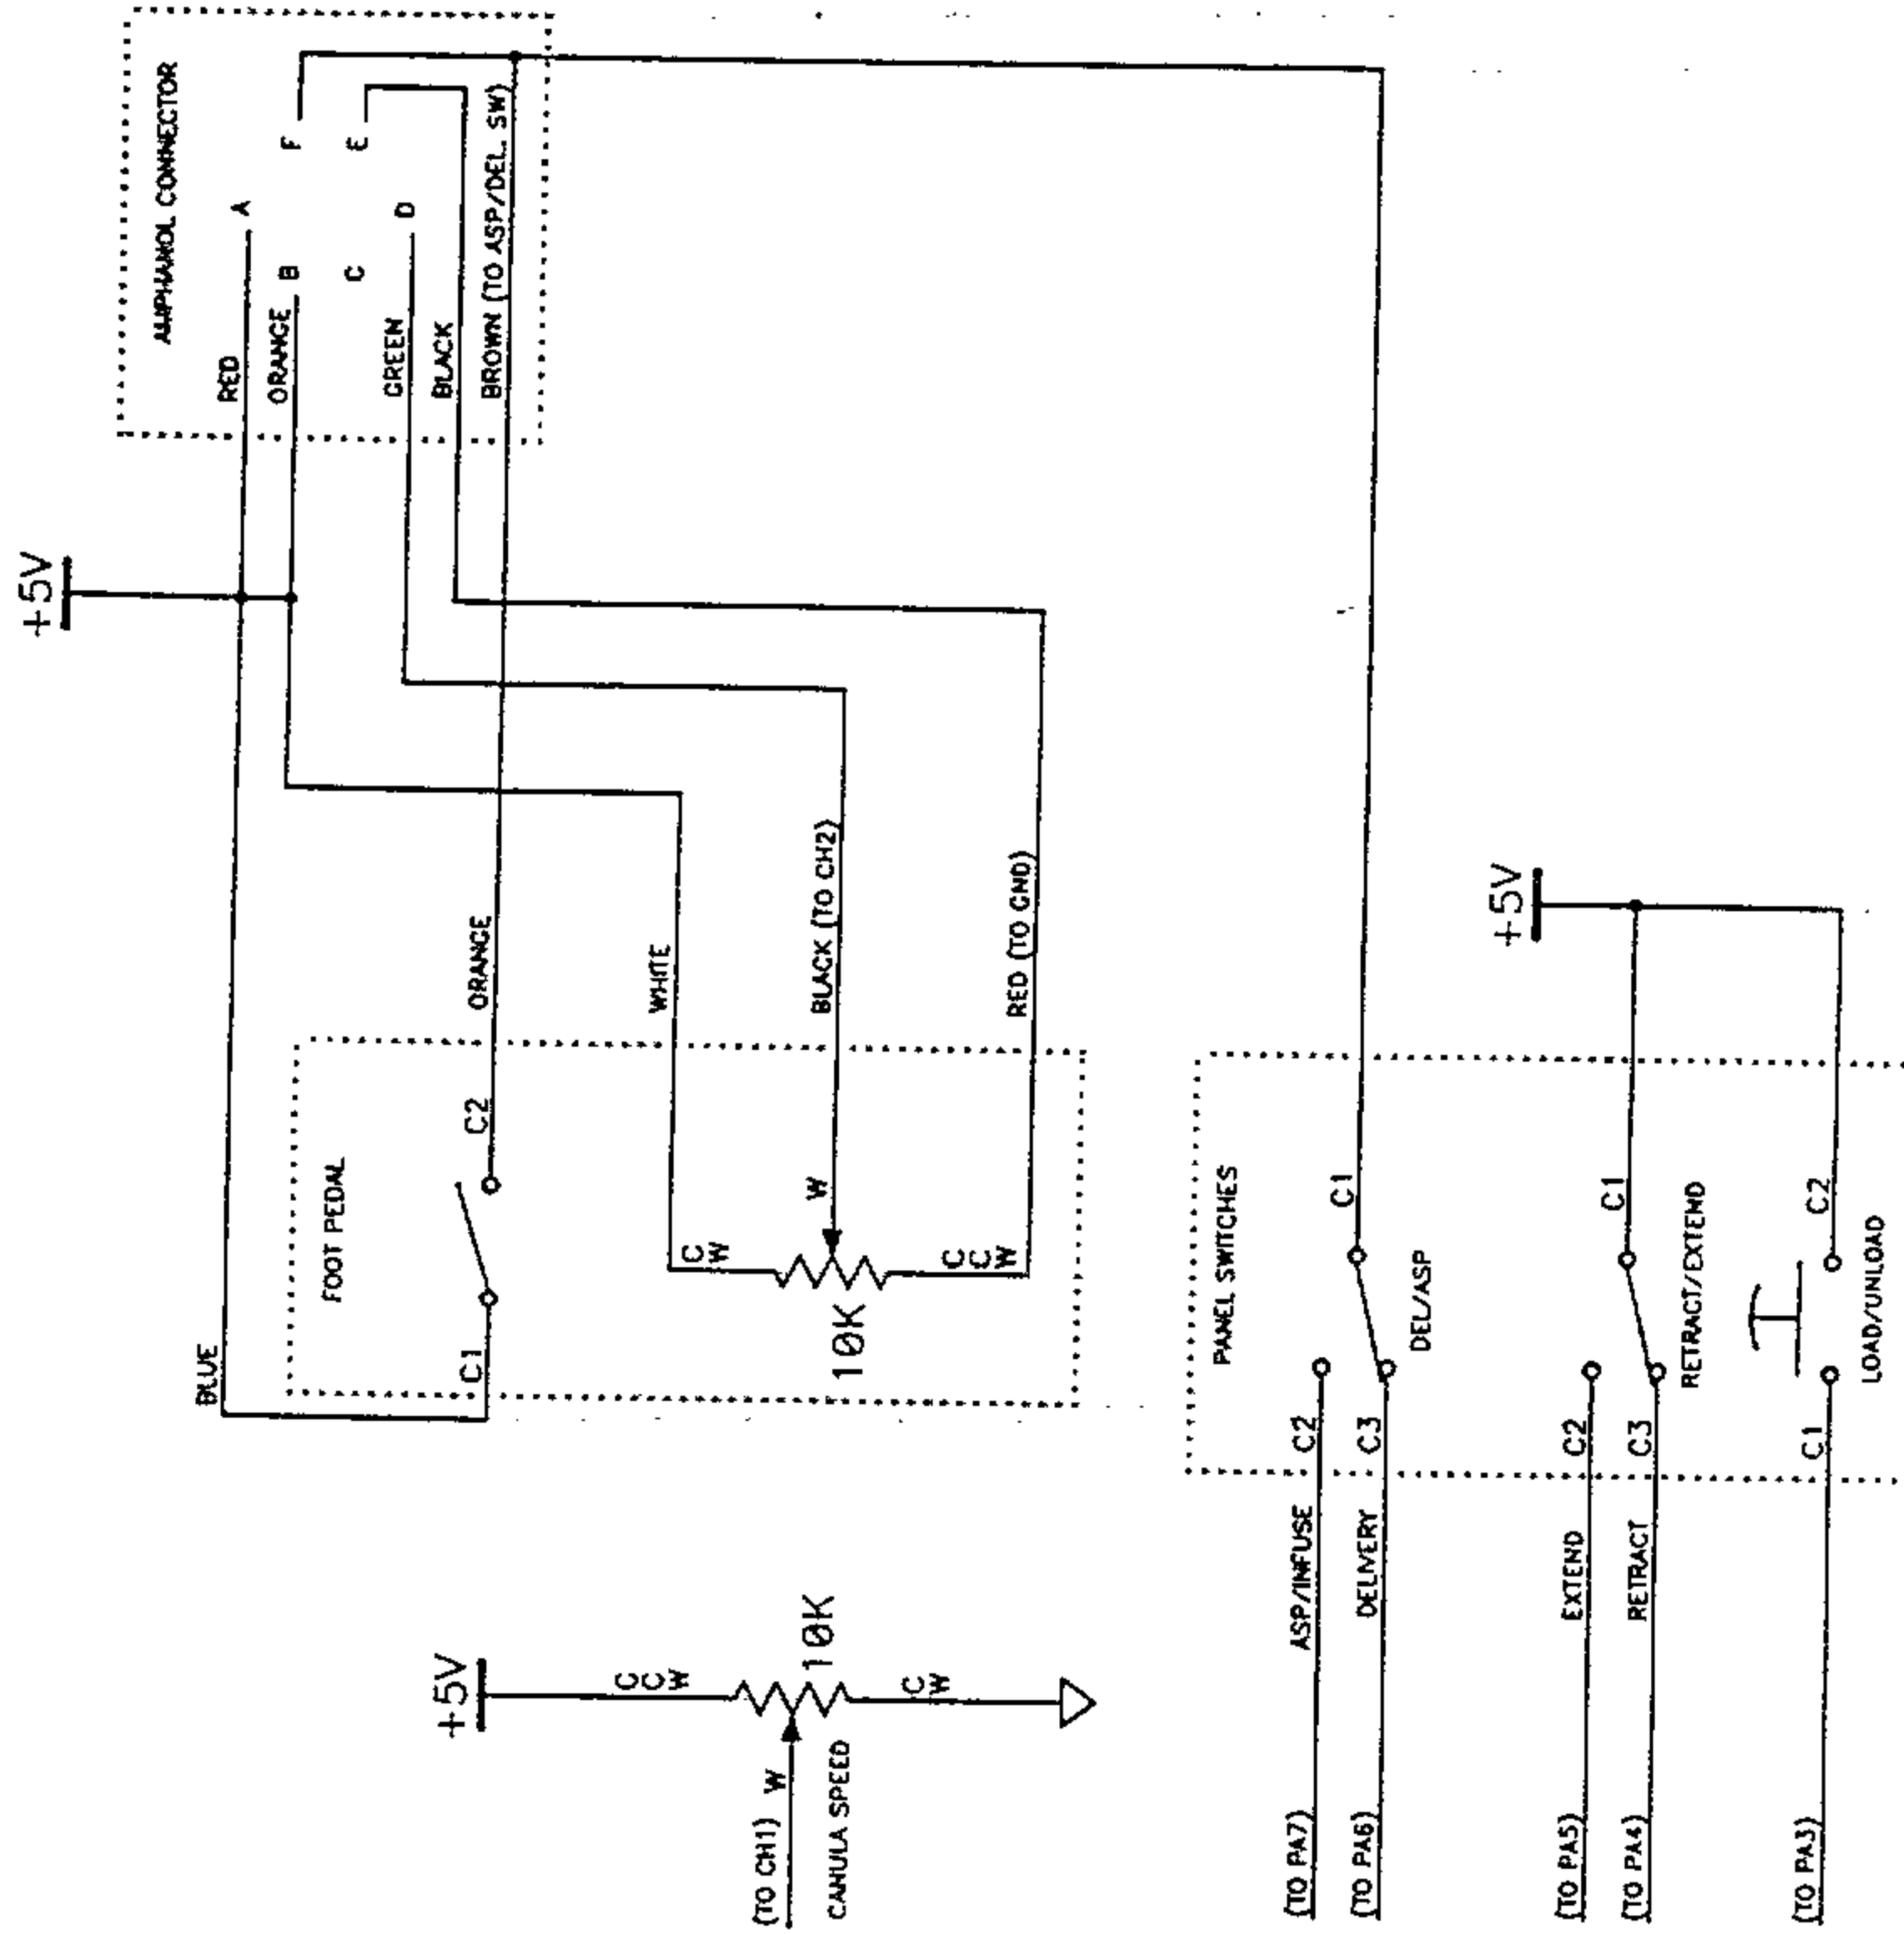 +5V
AMPHANOL CONNECTOR
RED
A
ORANGE
B
F
C
E
GREEN
D
BLACK
BROWN (TO ASP/DEL. SW)
BLUE
FOOT PEDAL
C1
C2
ORANGE
WHITE
BLACK (TO CH2)
RED (TO GND)
CW
W
CCW
10K
+5V
CCW
10K
CW
(TO CH1) W
CANULA SPEED
PANEL SWITCHES
(TO PA7)
ASP/INFUSE
C2
C1
(TO PA6)
DELIVERY
C3
DEL/ASP
+5V
(TO PA5)
EXTEND
C2
C1
(TO PA4)
RETRACT
C3
RETRACT/EXTEND
(TO PA3)
C1
C2
LOAD/UNLOAD